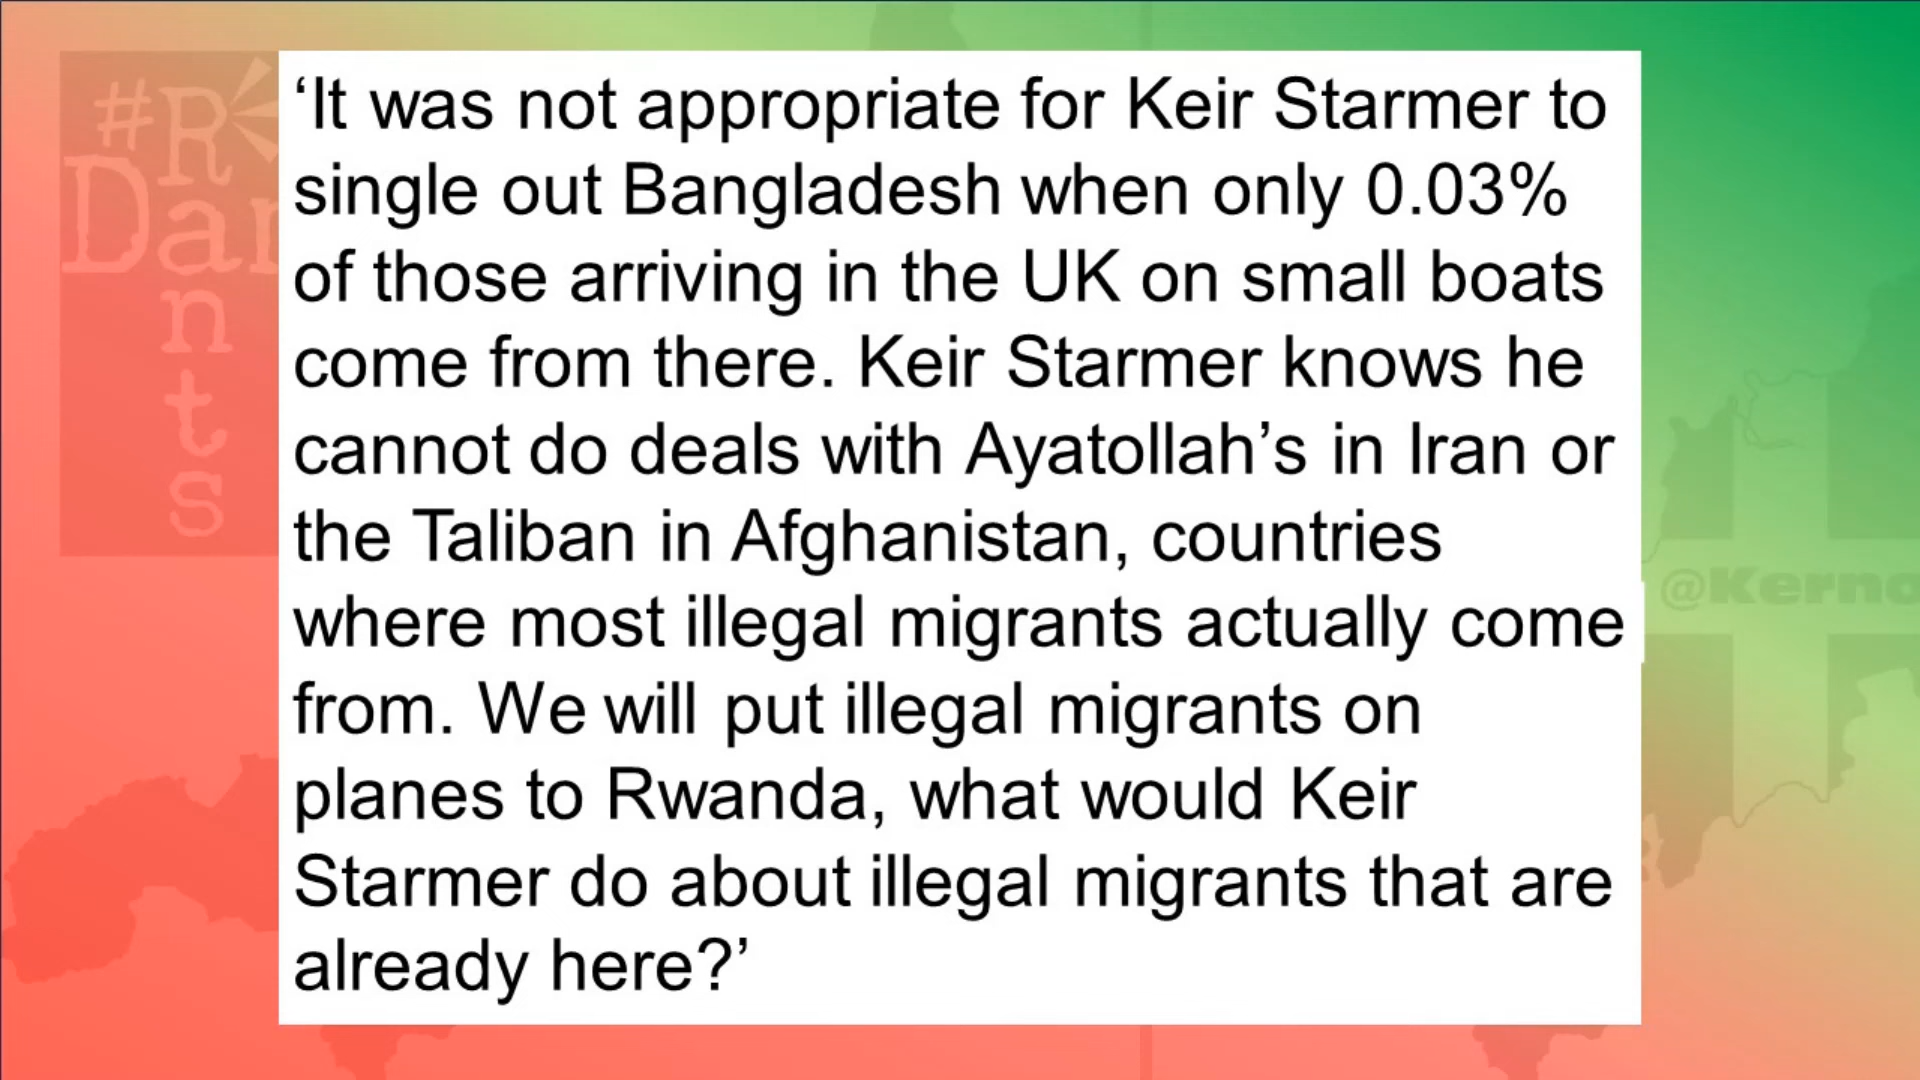 #R
Dan
n
t
s
‘It was not appropriate for Keir Starmer to
single out Bangladesh when only 0.03%
of those arriving in the UK on small boats
come from there. Keir Starmer knows he
cannot do deals with Ayatollah’s in Iran or
the Taliban in Afghanistan, countries
where most illegal migrants actually come
from. We will put illegal migrants on
planes to Rwanda, what would Keir
Starmer do about illegal migrants that are
already here?’
@Kerno